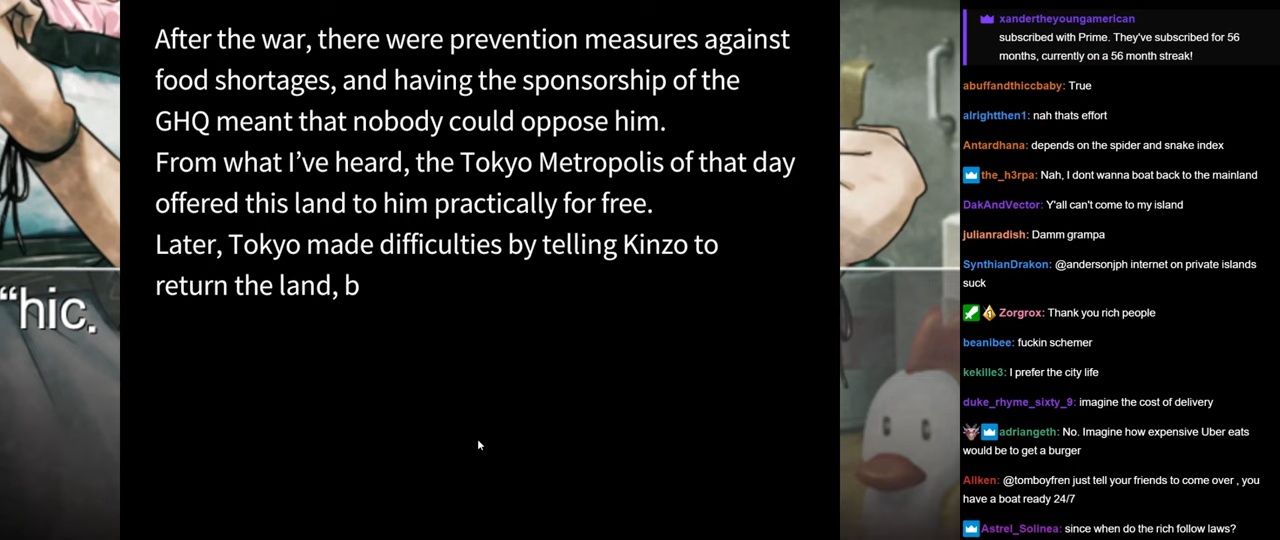 After the war, there were prevention measures against
food shortages, and having the sponsorship of the
GHQ meant that nobody could oppose him.
From what I’ve heard, the Tokyo Metropolis of that day
offered this land to him practically for free.
Later, Tokyo made difficulties by telling Kinzo to
return the land, b
“hic.
xandertheyoungamerican
subscribed with Prime. They've subscribed for 56
months, currently on a 56 month streak!
abuffandthiccbaby: True
alrightthen1: nah thats effort
Antardhana: depends on the spider and snake index
the_h3rpa: Nah, I dont wanna boat back to the mainland
DakAndVector: Y'all can't come to my island
julianradish: Damm grampa
SynthianDrakon: @andersonjph internet on private islands
suck
Zorgrox: Thank you rich people
beanibee: fuckin schemer
kekille3: I prefer the city life
duke_rhyme_sixty_9: imagine the cost of delivery
adriangeth: No. Imagine how expensive Uber eats
would be to get a burger
Aliken: @tomboyfren just tell your friends to come over , you
have a boat ready 24/7
Astrel_Solinea: since when do the rich follow laws?